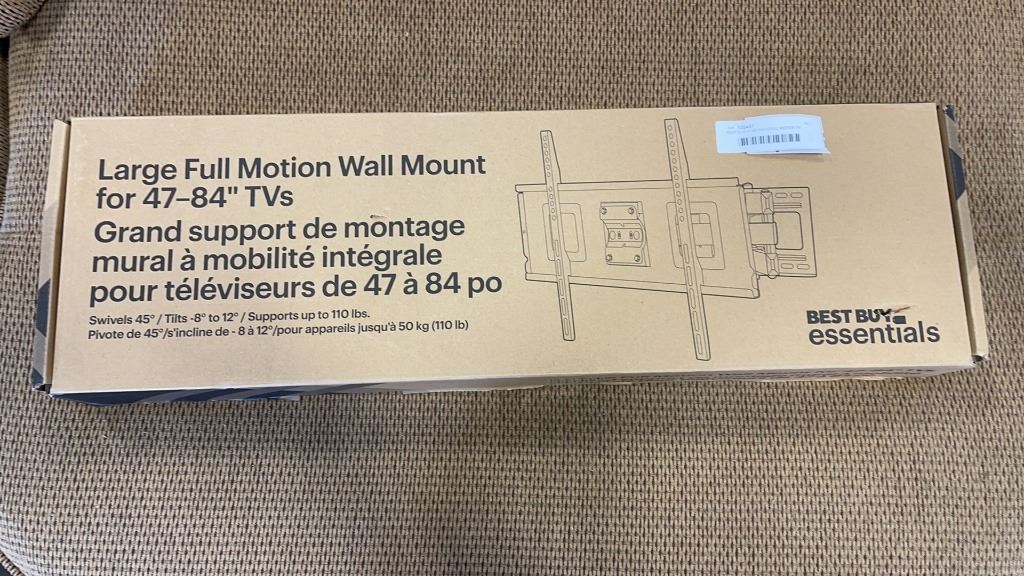 Large Full Motion Wall Mount
for 47–84" TVs
Grand support de montage
mural à mobilité intégrale
pour téléviseurs de 47 à 84 po
Swivels 45° / Tilts -8° to 12° / Supports up to 110 lbs.
Pivote de 45°/s'incline de - 8 à 12°/pour appareils jusqu'à 50 kg (110 lb)
BEST BUY
essentials